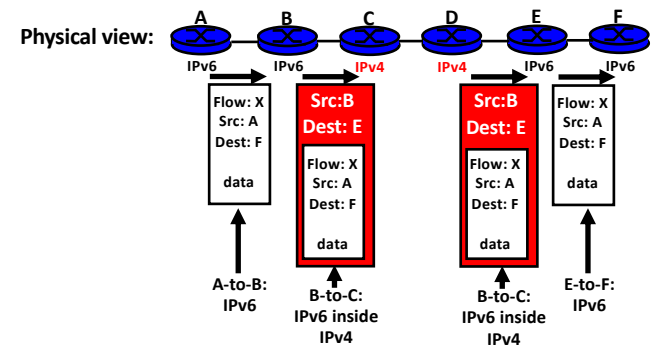 A B C D E F
Physical view:
IPv6 IPv6 IPv4 IPv4 IPv6 IPv6
Flow: X
Src: A
Dest: F
data
Src:B
Dest: E
Flow: X
Src: A
Dest: F
data
Src:B
Dest: E
Flow: X
Src: A
Dest: F
data
Flow: X
Src: A
Dest: F
data
A-to-B:
IPv6
B-to-C:
IPv6 inside
IPv4
B-to-C:
IPv6 inside
IPv4
E-to-F:
IPv6